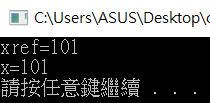 C:\Users\ASUS\Desktop\
xref=101
x=101
請按任意鍵繼續 . . .